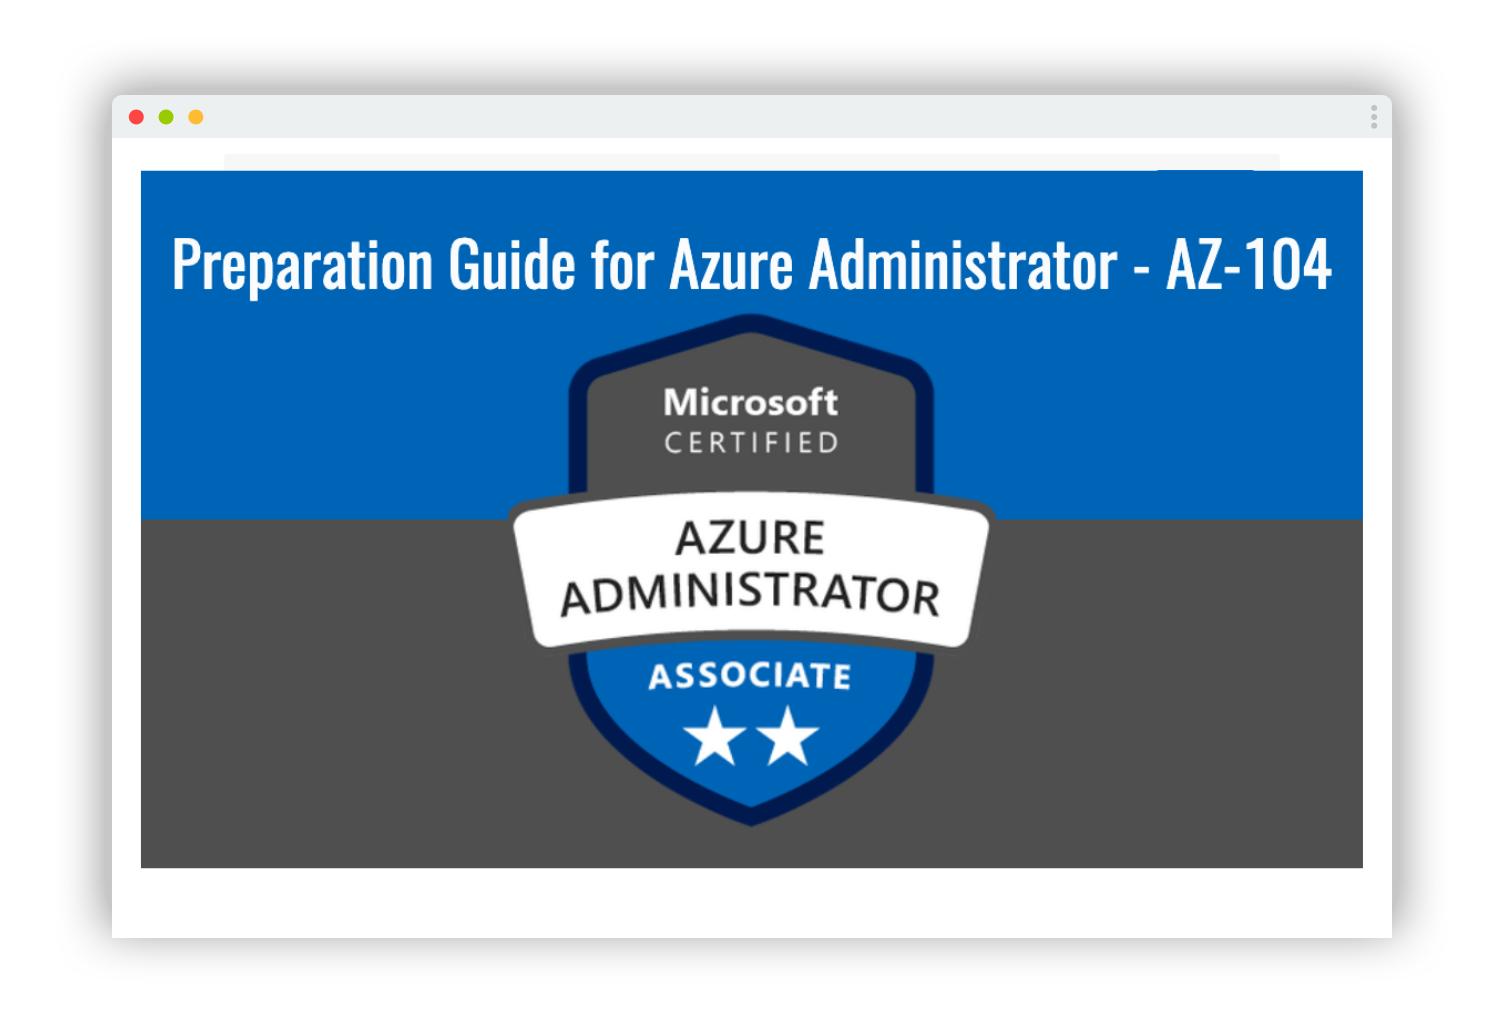 Preparation Guide for Azure Administrator - AZ-104
Microsoft
CERTIFIED
AZURE
ADMINISTRATOR
ASSOCIATE